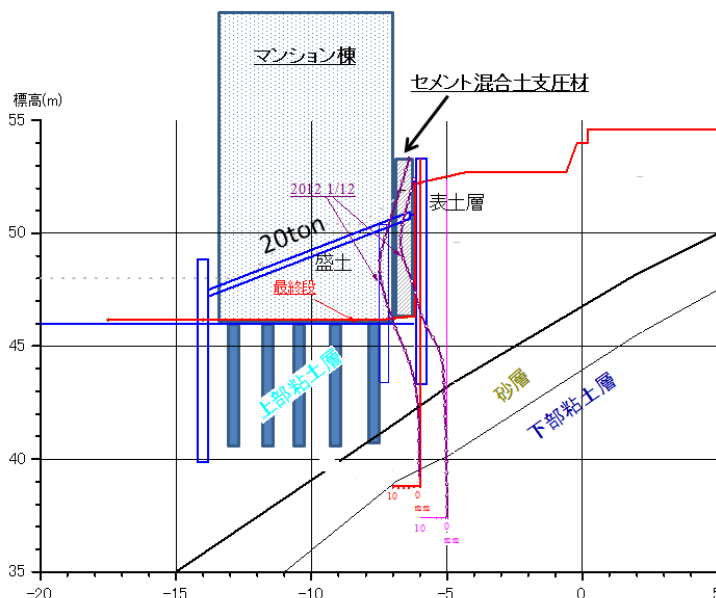 マンション棟
セメント混合土支圧材
標高(m)
55
2012 1/12
表土層
20ton
50
盛土
最終段
上部粘土層
45
砂層
下部粘土層
40
10
0
mm
10
0
mm
35
-20
-15
-10
-5
0
5